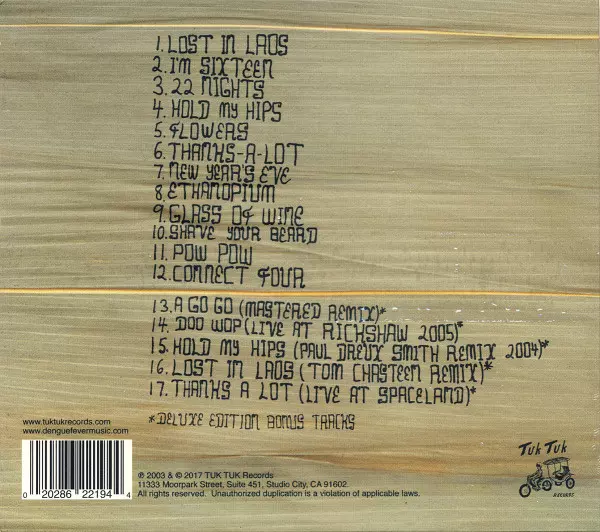 1. LOST IN LAOS
2. I'M SIXTEEN
3. 22 NIGHTS
4. HOLD MY HIPS
5. FLOWERS
6. THANKS-A-LOT
7. NEW YEAR'S EVE
8. ETHANOPIUM
9. GLASS OF WINE
10. SHAVE YOUR BEARD
11. POW POW
12. CONNECT FOUR
13. A GO GO (MASTERED REMIX)*
14. DOO WOP (LIVE AT RICKSHAW 2005)*
15. HOLD MY HIPS (PAUL DREUX SMITH REMIX 2004)*
16. LOST IN LAOS (TOM CHASTEEN REMIX)*
17. THANKS A LOT (LIVE AT SPACELAND)*
*DELUXE EDITION BONUS TRACKS
www.tuktukrecords.com
www.denguefevermusic.com
0 20286 22194 4
℗ 2003 & © 2017 TUK TUK Records
11333 Moorpark Street, Suite 451, Studio City, CA 91602.
All rights reserved. Unauthorized duplication is a violation of applicable laws.
Tuk Tuk
RECORDS